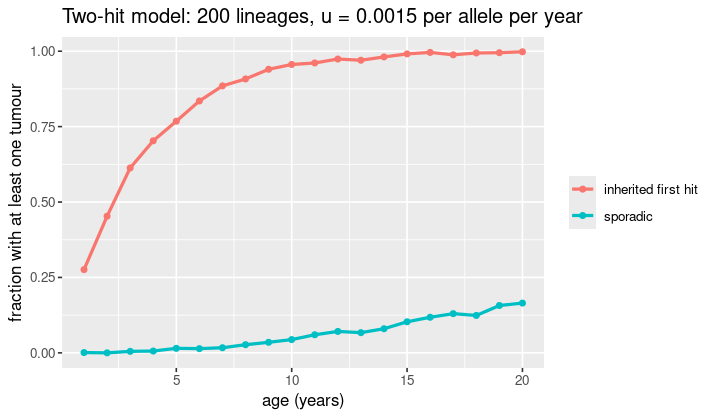 Two-hit model: 200 lineages, u = 0.0015 per allele per year
fraction with at least one tumour
1.00
0.75
0.50
0.25
0.00
5
10
15
20
age (years)
inherited first hit
sporadic